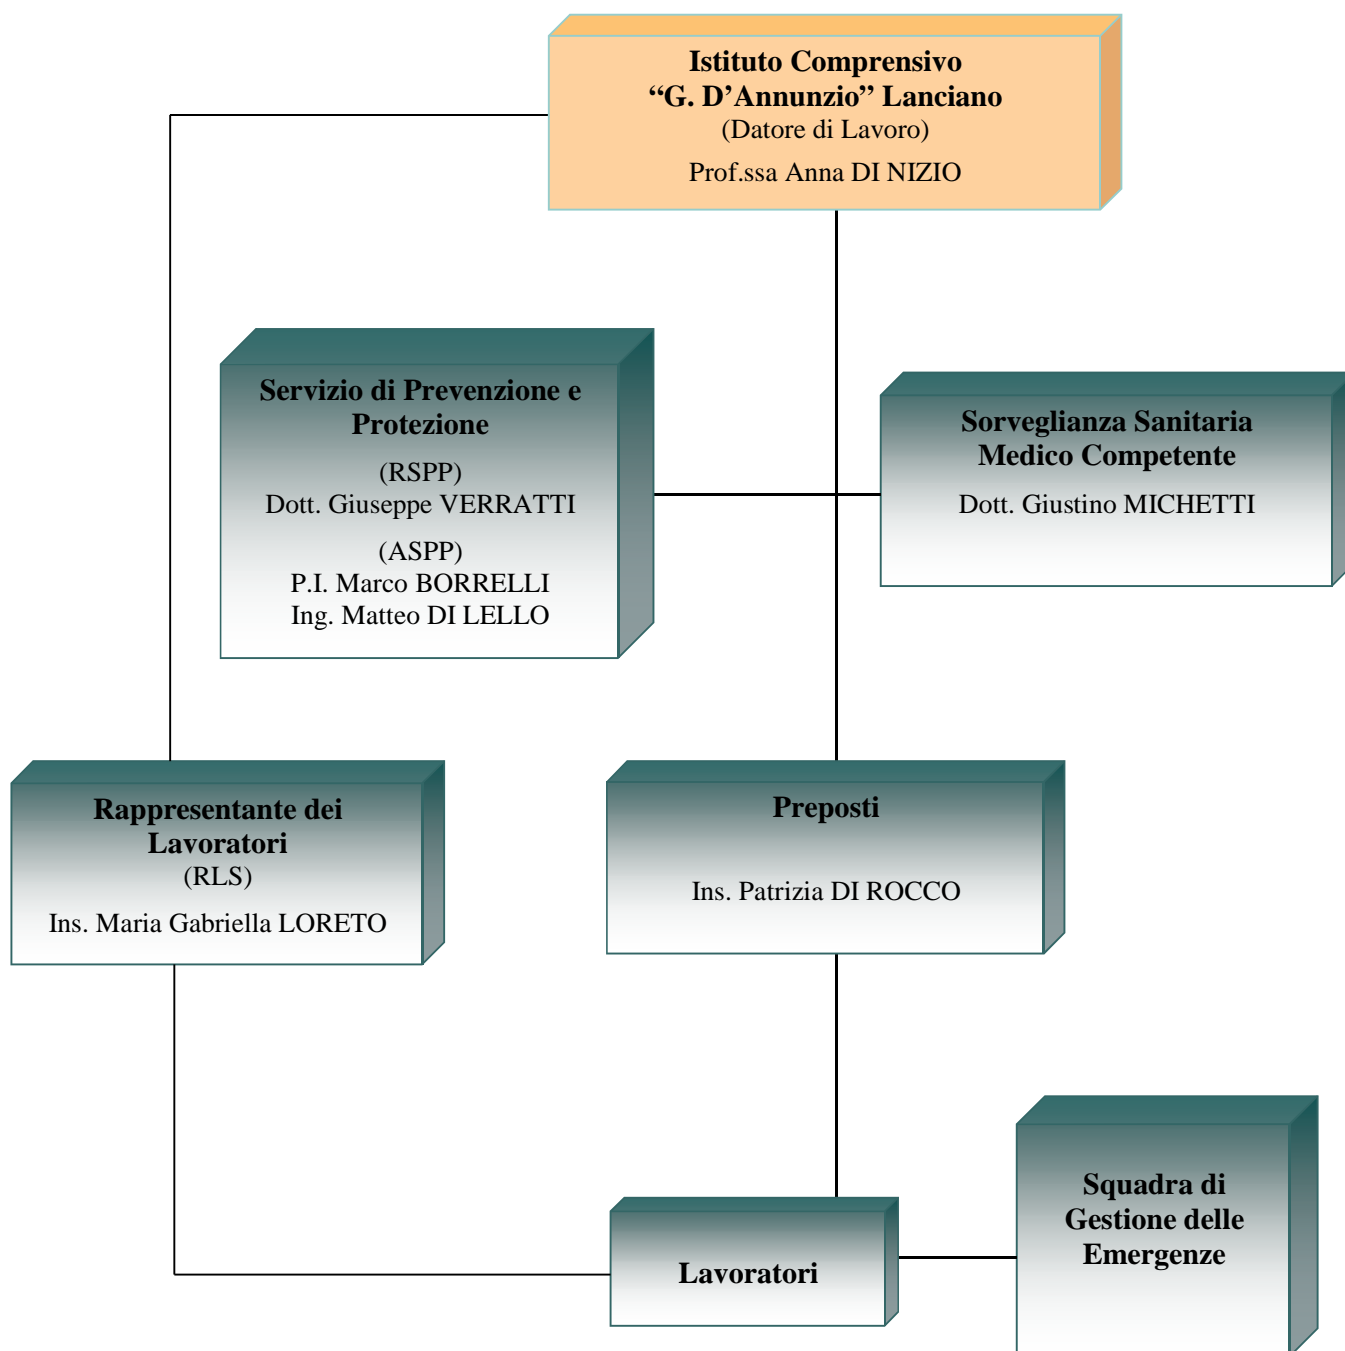 Istituto Comprensivo
“G. D’Annunzio” Lanciano
(Datore di Lavoro)
Prof.ssa Anna DI NIZIO
Servizio di Prevenzione e
Protezione
(RSPP)
Dott. Giuseppe VERRATTI
(ASPP)
P.I. Marco BORRELLI
Ing. Matteo DI LELLO
Sorveglianza Sanitaria
Medico Competente
Dott. Giustino MICHETTI
Rappresentante dei
Lavoratori
(RLS)
Ins. Maria Gabriella LORETO
Preposti
Ins. Patrizia DI ROCCO
Lavoratori
Squadra di
Gestione delle
Emergenze